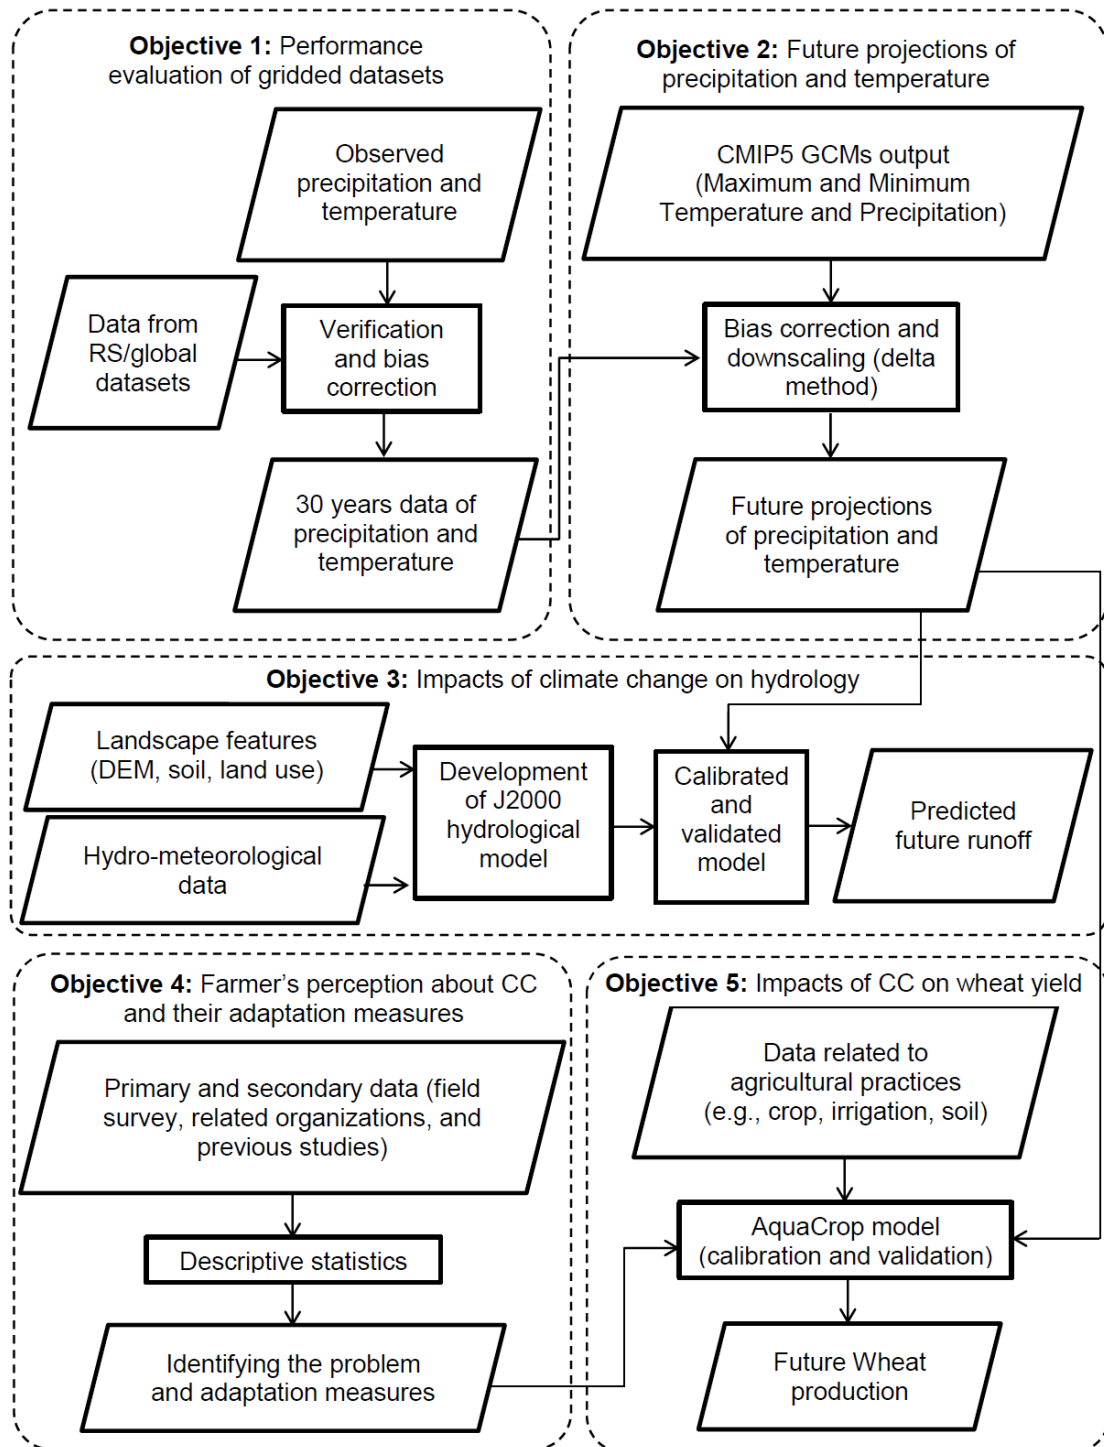 Objective 1: Performance
evaluation of gridded datasets
Observed
precipitation and
temperature
Data from
RS/global
datasets
Verification
and bias
correction
30 years data of
precipitation and
temperature
Objective 2: Future projections of
precipitation and temperature
CMIP5 GCMs output
(Maximum and Minimum
Temperature and Precipitation)
Bias correction and
downscaling (delta
method)
Future projections
of precipitation and
temperature
Objective 3: Impacts of climate change on hydrology
Landscape features
(DEM, soil, land use)
Hydro-meteorological
data
Development
of J2000
hydrological
model
Calibrated
and
validated
model
Predicted
future runoff
Objective 4: Farmer's perception about CC
and their adaptation measures
Primary and secondary data (field
survey, related organizations, and
previous studies)
Descriptive statistics
Identifying the problem
and adaptation measures
Objective 5: Impacts of CC on wheat yield
Data related to
agricultural practices
(e.g., crop, irrigation, soil)
AquaCrop model
(calibration and validation)
Future Wheat
production